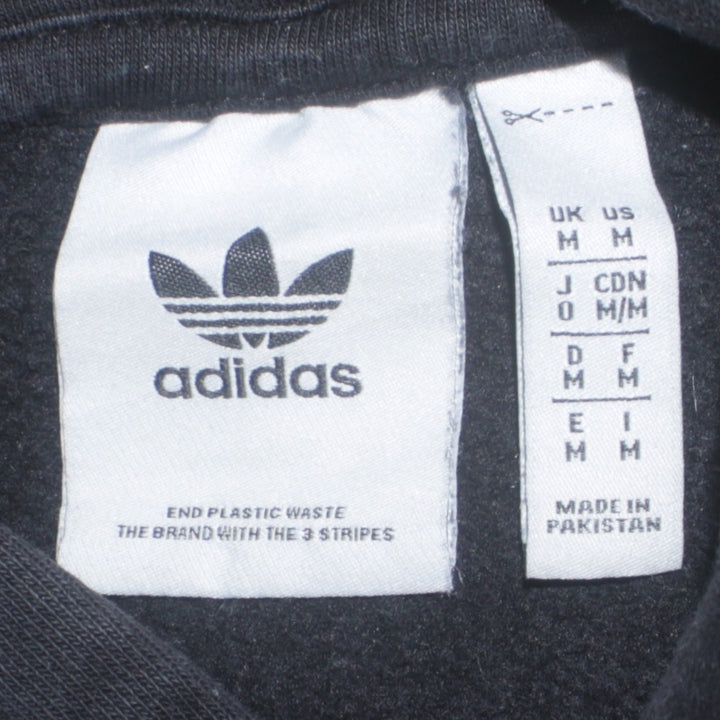 adidas
END PLASTIC WASTE
THE BRAND WITH THE 3 STRIPES
UK US
M M
J CDN
O M/M
D F
M M
E I
M M
MADE IN
PAKISTAN